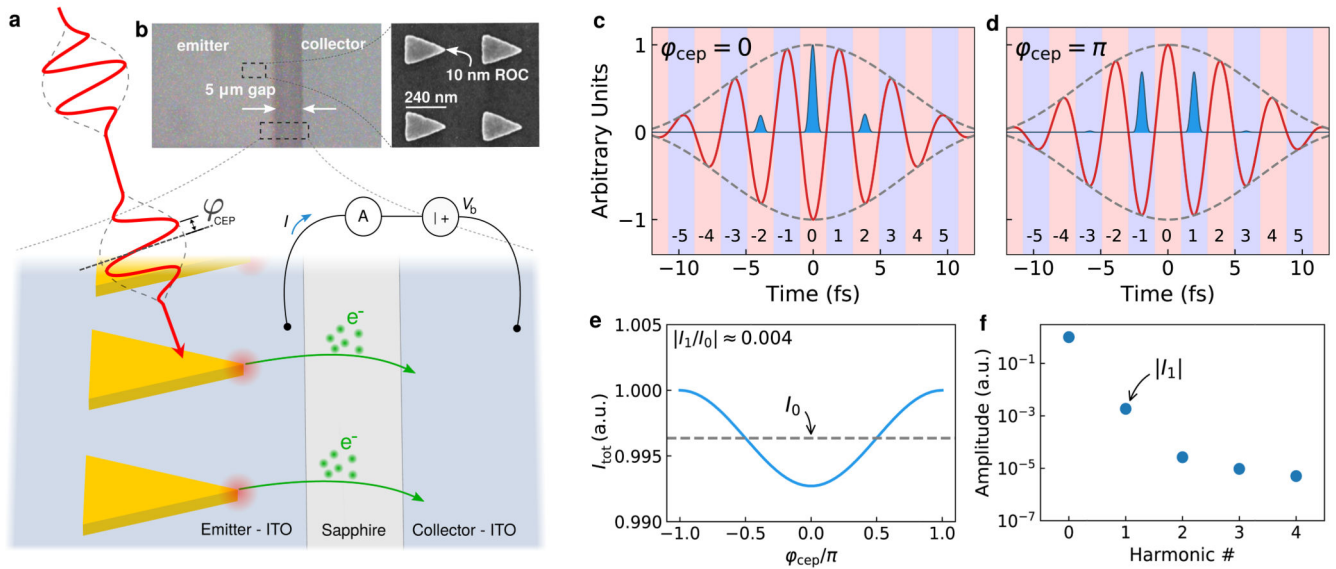 a
φCEP
b
emitter
collector
5 μm gap
10 nm ROC
240 nm
I
A
| +
Vb
e-
e-
Emitter - ITO
Sapphire
Collector - ITO
c
φcep = 0
Arbitrary Units
1
0
−1
-5 -4 -3 -2 -1 0 1 2 3 4 5
−10 −5 0 5 10
Time (fs)
d
φcep = π
-5 -4 -3 -2 -1 0 1 2 3 4 5
−10 −5 0 5 10
Time (fs)
e
|I1/I0| ≈ 0.004
I0
Itot (a.u.)
1.005
1.000
0.995
0.990
−1.0 −0.5 0.0 0.5 1.0
φcep/π
f
|I1|
Amplitude (a.u.)
10−1
10−3
10−5
10−7
0 1 2 3 4
Harmonic #